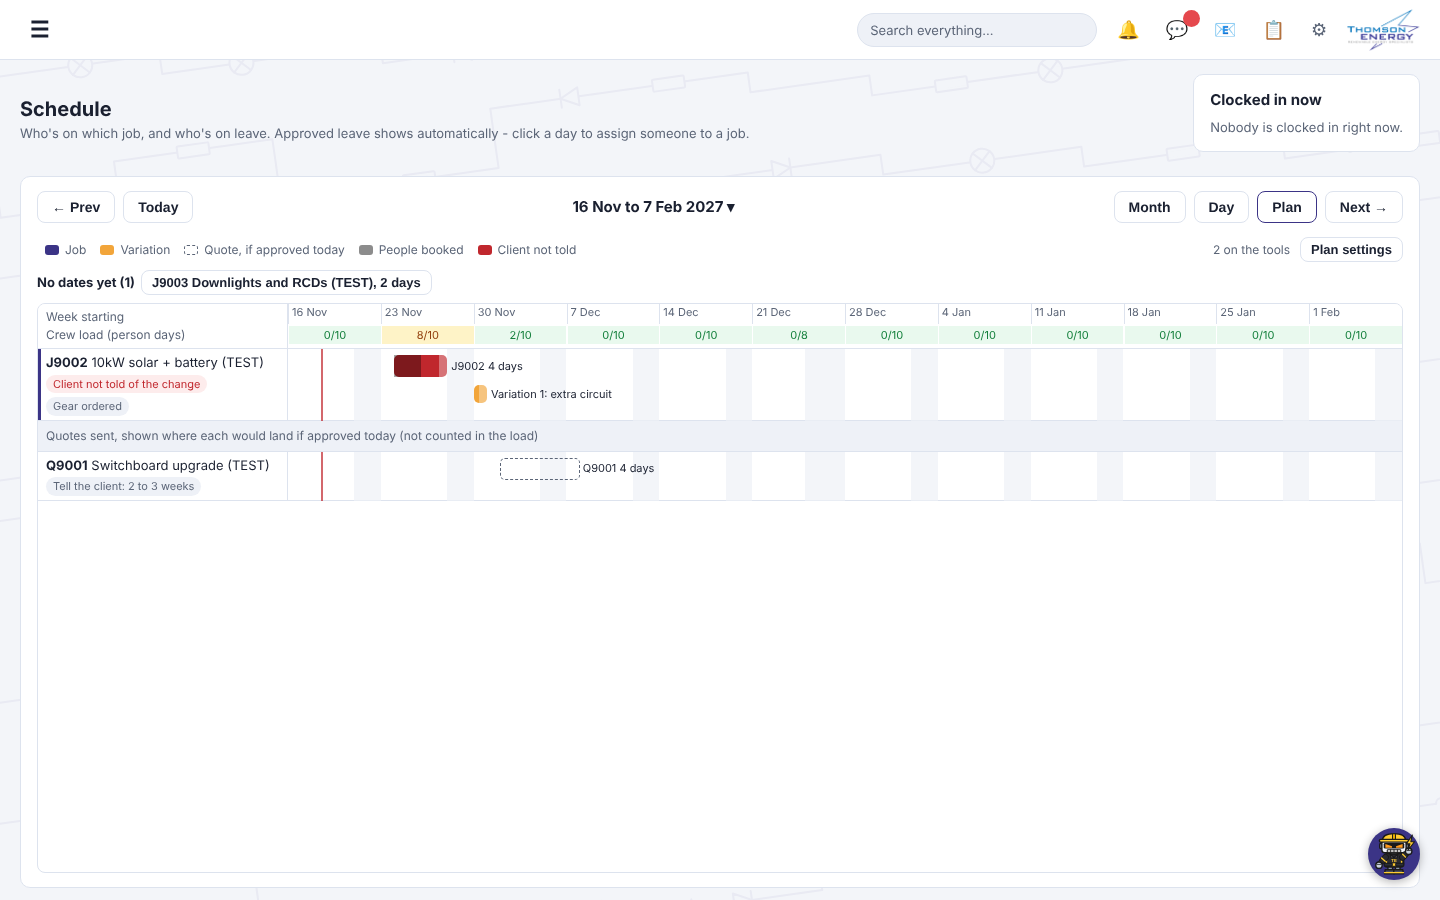 ☰
Search everything...
THOMSON
ENERGY
Schedule
Who's on which job, and who's on leave. Approved leave shows automatically - click a day to assign someone to a job.
Clocked in now
Nobody is clocked in right now.
← Prev
Today
16 Nov to 7 Feb 2027 ▾
Month
Day
Plan
Next →
Job
Variation
Quote, if approved today
People booked
Client not told
2 on the tools
Plan settings
No dates yet (1)
J9003 Downlights and RCDs (TEST), 2 days
Week starting
16 Nov 23 Nov 30 Nov 7 Dec 14 Dec 21 Dec 28 Dec 4 Jan 11 Jan 18 Jan 25 Jan 1 Feb
Crew load (person days)
0/10 8/10 2/10 0/10 0/10 0/8 0/10 0/10 0/10 0/10 0/10 0/10
J9002 10kW solar + battery (TEST)
J9002 4 days
Client not told of the change
Variation 1: extra circuit
Gear ordered
Quotes sent, shown where each would land if approved today (not counted in the load)
Q9001 Switchboard upgrade (TEST)
Q9001 4 days
Tell the client: 2 to 3 weeks